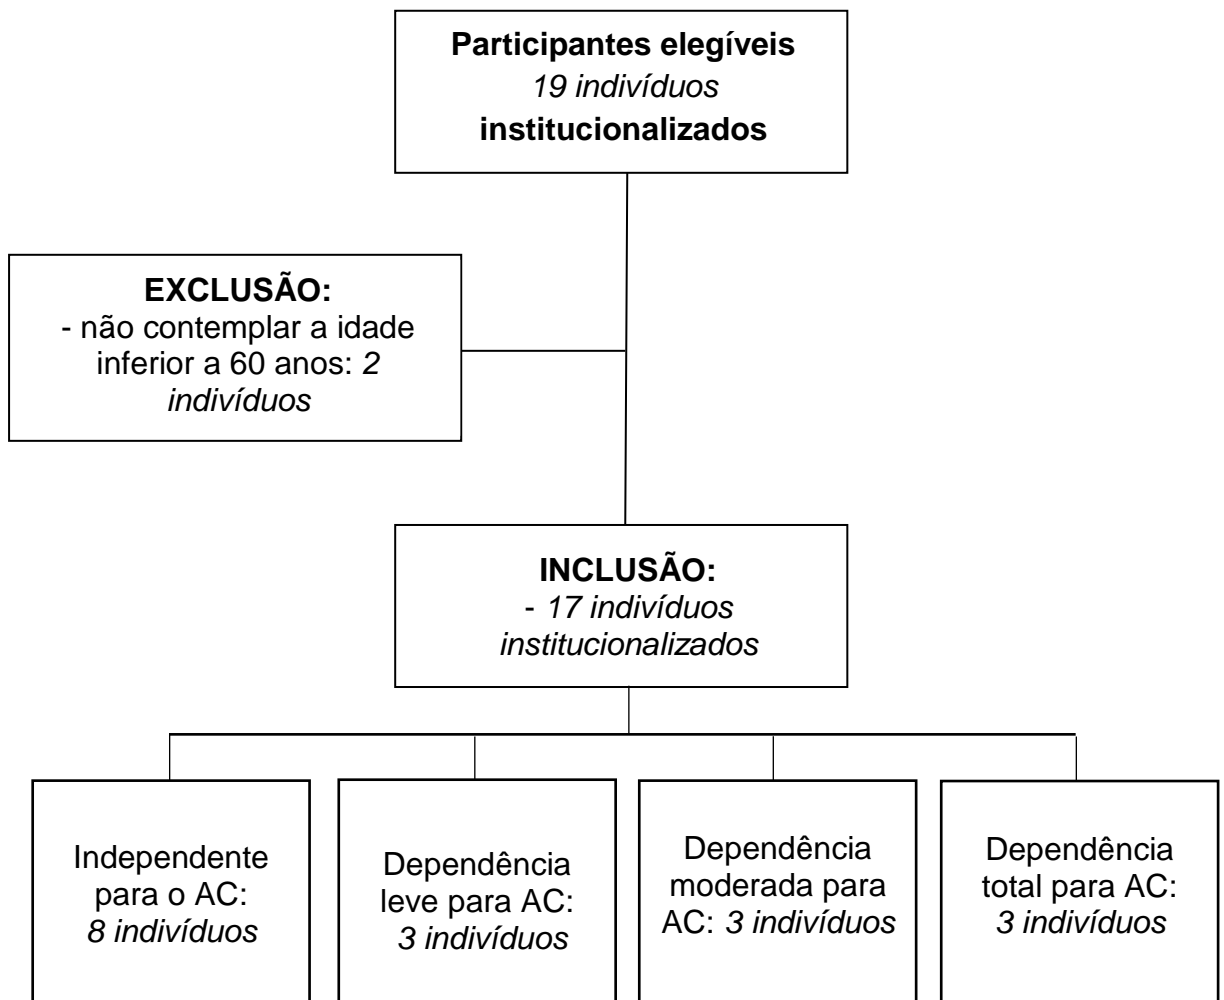 Participantes elegíveis
19 indivíduos
institucionalizados
EXCLUSÃO:
- não contemplar a idade
inferior a 60 anos: 2
indivíduos
INCLUSÃO:
- 17 indivíduos
institucionalizados
Independente
para o AC:
8 indivíduos
Dependência
leve para AC:
3 indivíduos
Dependência
moderada para
AC: 3 indivíduos
Dependência
total para AC:
3 indivíduos